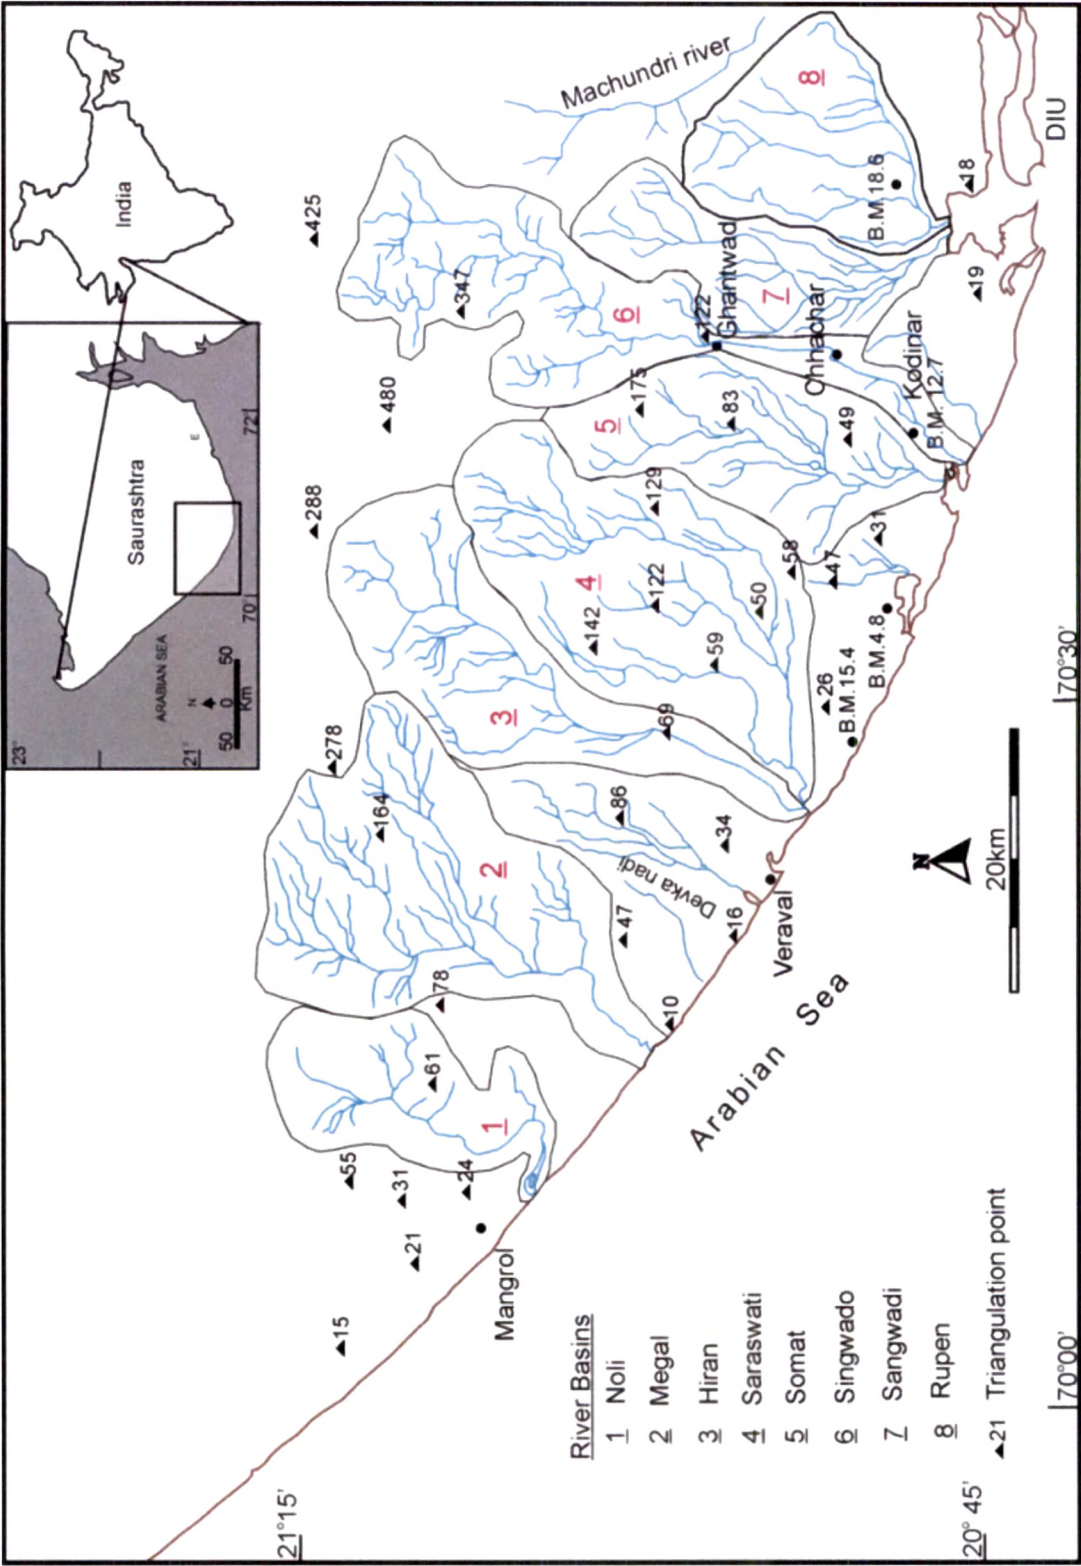 India
Saurashtra
ARABIAN SEA
N
50 0 50
Km
23°
21°
70°
72°
E
21°15'
20° 45'
70°00'
70°30'
425
480
288
278
347
164
15
55
31
21
24
61
78
Machundri river
1
2
3
4
5
6
7
8
175
129
122
142
86
47
10
69
122
Ghantwad
83
59
34
16
Devka nadi
58
50
Mangrol
Veraval
Chhachar
49
47
31
26
B.M.15.4
B.M.4.8
Kodinar
B.M. 12.7
B.M.18.6
18
19
DIU
Arabian Sea
N
20km
River Basins
1 Noli
2 Megal
3 Hiran
4 Saraswati
5 Somat
6 Singwado
7 Sangwadi
8 Rupen
21 Triangulation point